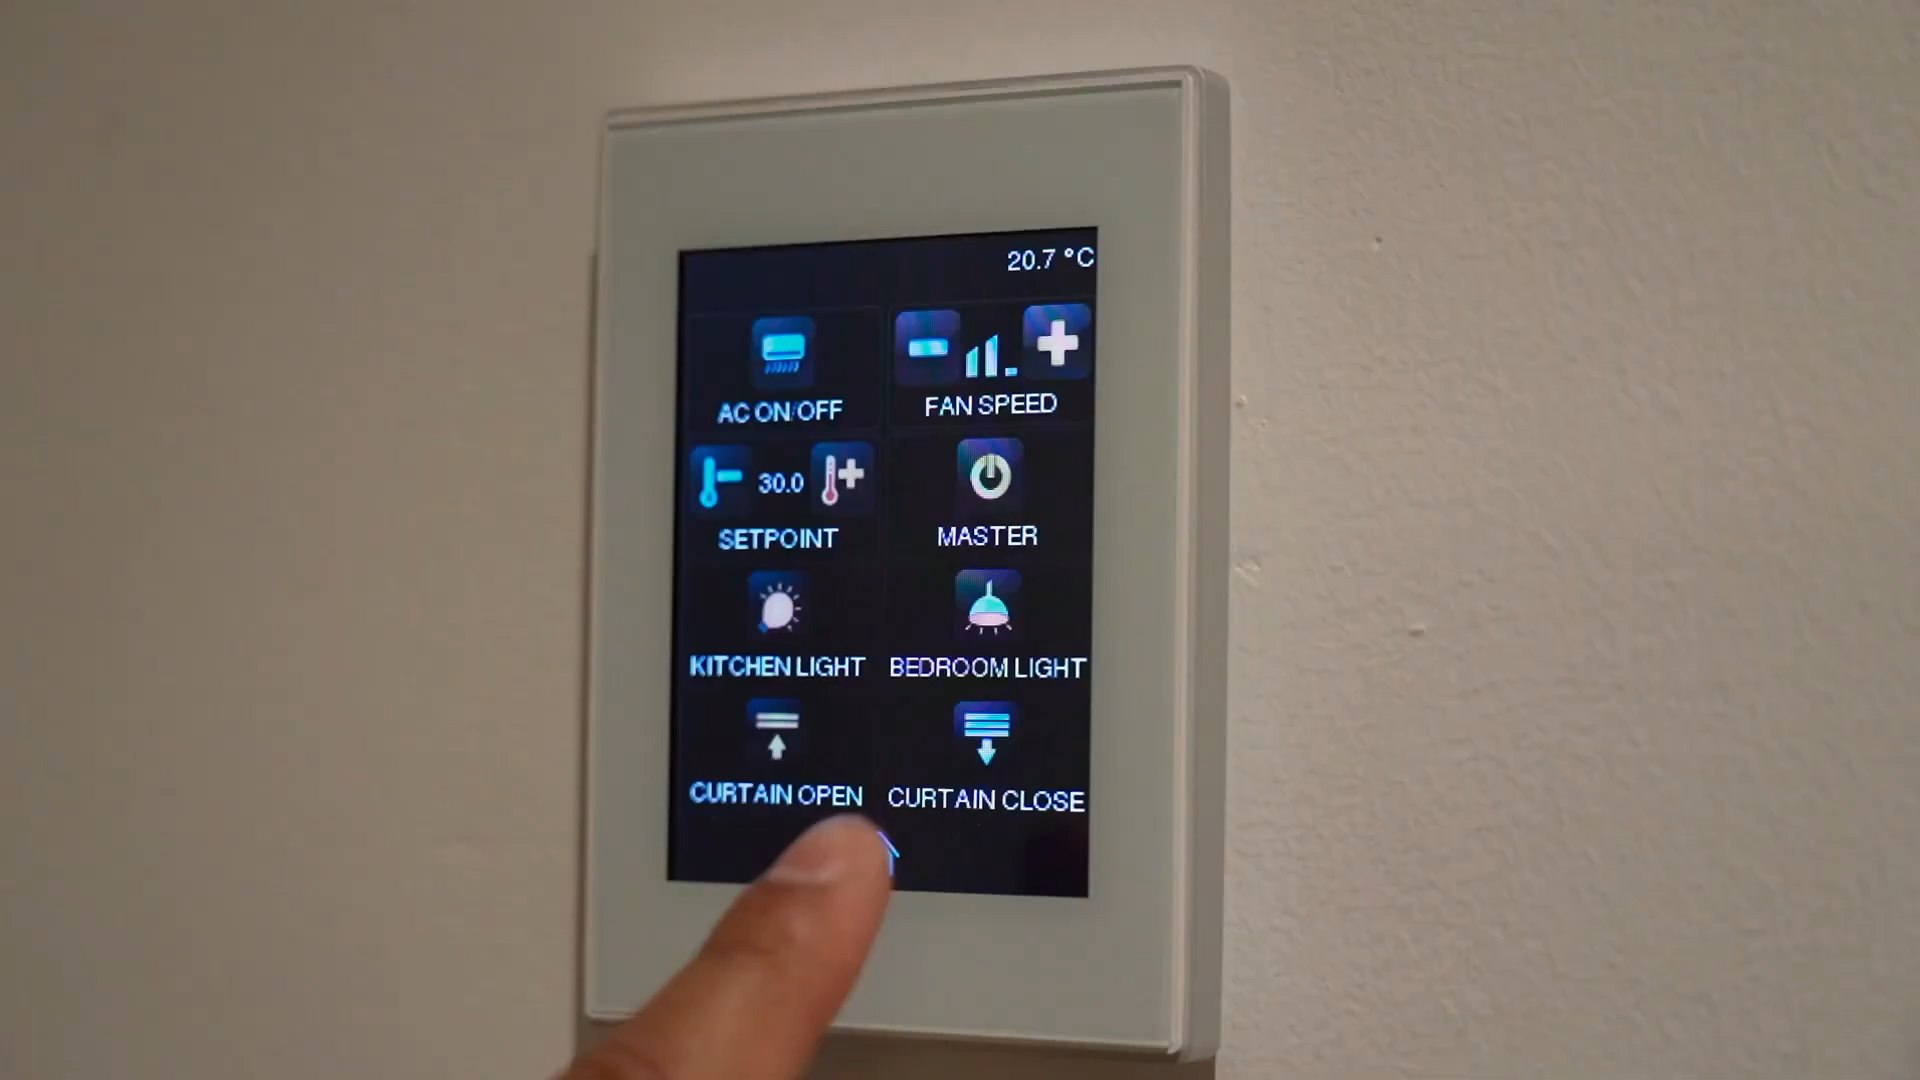 20.7 °C
AC ON/OFF
FAN SPEED
30.0
SETPOINT
MASTER
KITCHEN LIGHT
BEDROOM LIGHT
CURTAIN OPEN
CURTAIN CLOSE